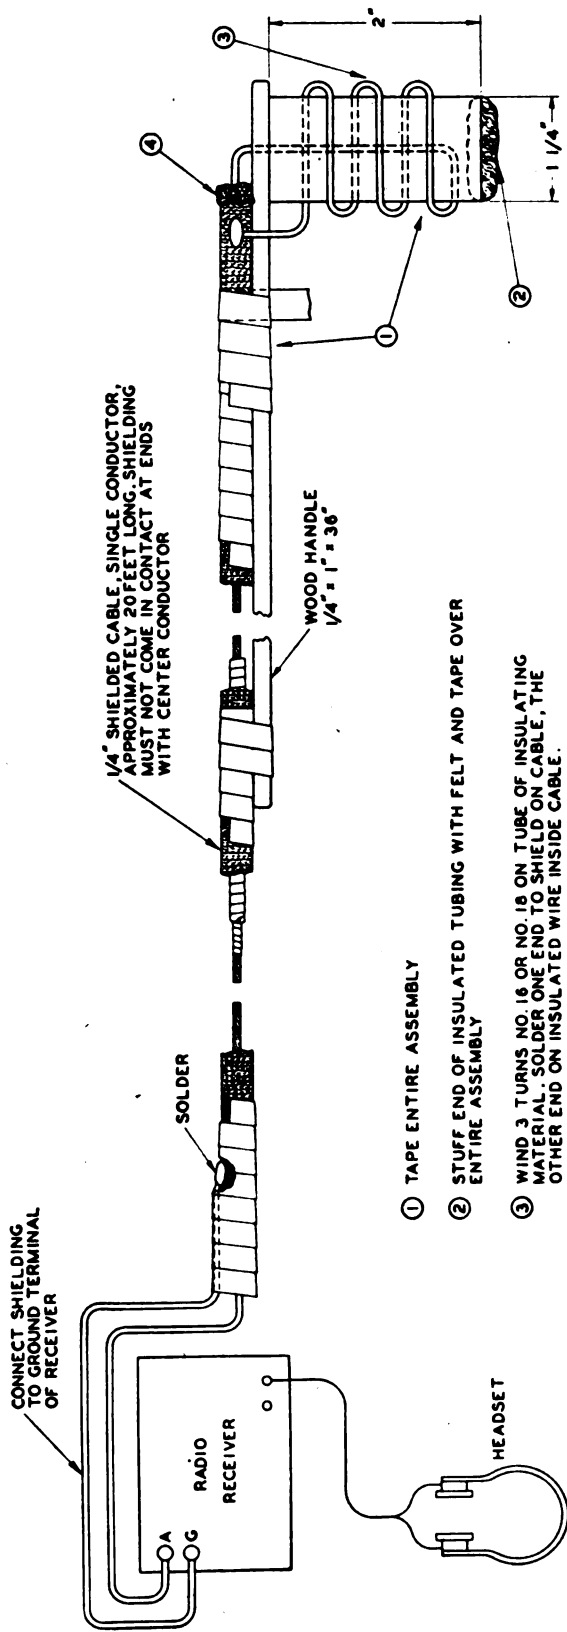 CONNECT SHIELDING
TO GROUND TERMINAL
OF RECEIVER
A
G
RADIO
RECEIVER
HEADSET
SOLDER
1/4" SHIELDED CABLE, SINGLE CONDUCTOR,
APPROXIMATELY 20 FEET LONG. SHIELDING
MUST NOT COME IN CONTACT AT ENDS
WITH CENTER CONDUCTOR
WOOD HANDLE
1/4" x 1" x 36"
4
3
1
2
2"
1 1/4"
1 TAPE ENTIRE ASSEMBLY
2 STUFF END OF INSULATED TUBING WITH FELT AND TAPE OVER
ENTIRE ASSEMBLY
3 WIND 3 TURNS NO. 16 OR NO. 18 ON TUBE OF INSULATING
MATERIAL. SOLDER ONE END TO SHIELD ON CABLE, THE
OTHER END ON INSULATED WIRE INSIDE CABLE.